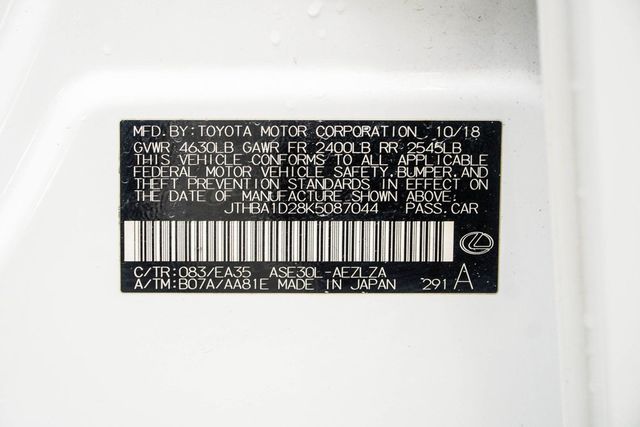 MFD. BY: TOYOTA MOTOR CORPORATION 10/18
GVWR 4630LB GAWR FR 2400LB RR 2545LB
THIS VEHICLE CONFORMS TO ALL APPLICABLE
FEDERAL MOTOR VEHICLE SAFETY, BUMPER, AND
THEFT PREVENTION STANDARDS IN EFFECT ON
THE DATE OF MANUFACTURE SHOWN ABOVE.
JTHBA1D28K5087044 PASS. CAR
C/TR: 083/EA35 ASE30L-AEZLZA
A/TM: B07A/AA81E MADE IN JAPAN 291 A